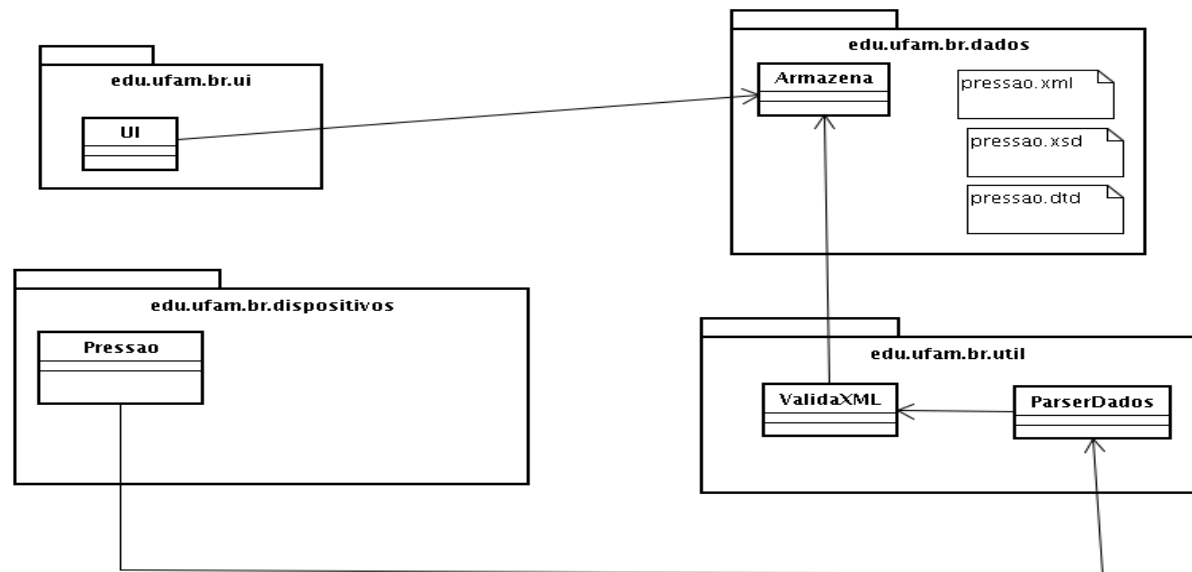 edu.ufam.br.ui
UI
edu.ufam.br.dados
Armazena
pressao.xml
pressao.xsd
pressao.dtd
edu.ufam.br.dispositivos
Pressao
edu.ufam.br.util
ValidaXML
ParserDados